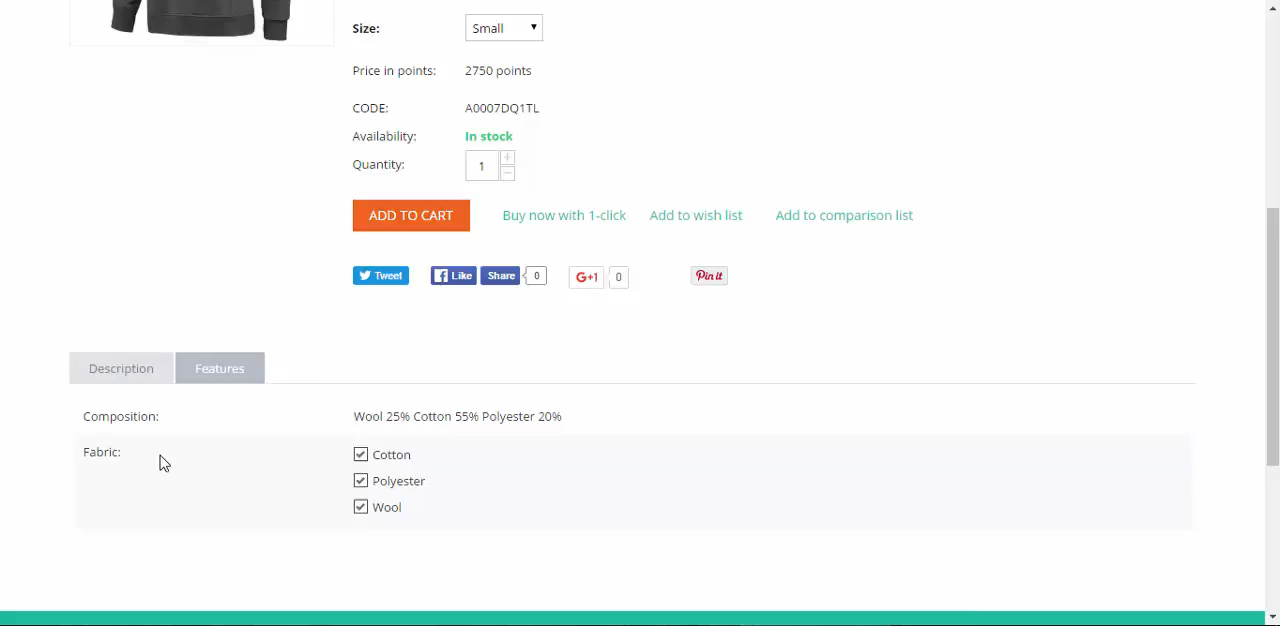 Size: Small
Price in points: 2750 points
CODE: A0007DQ1TL
Availability: In stock
Quantity: 1
ADD TO CART Buy now with 1-click Add to wish list Add to comparison list
Tweet Like Share 0 G+1 0 Pin it
Description Features
Composition: Wool 25% Cotton 55% Polyester 20%
Fabric: Cotton
Polyester
Wool